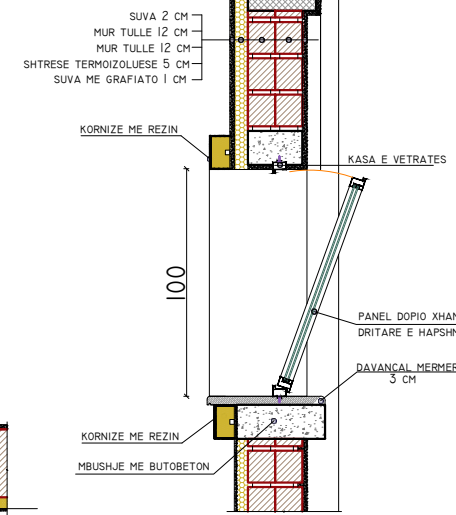 SUVA 2 CM
MUR TULLE 12 CM
MUR TULLE 12 CM
SHTRESE TERMOIZOLUESE 5 CM
SUVA ME GRAFIATO 1 CM
KORNIZE ME REZIN
KASA E VETRATES
100
PANEL DOPIO XHAM
DRITARE E HAPSHM
DAVANCAL MERMER
3 CM
KORNIZE ME REZIN
MBUSHJE ME BUTOBETON